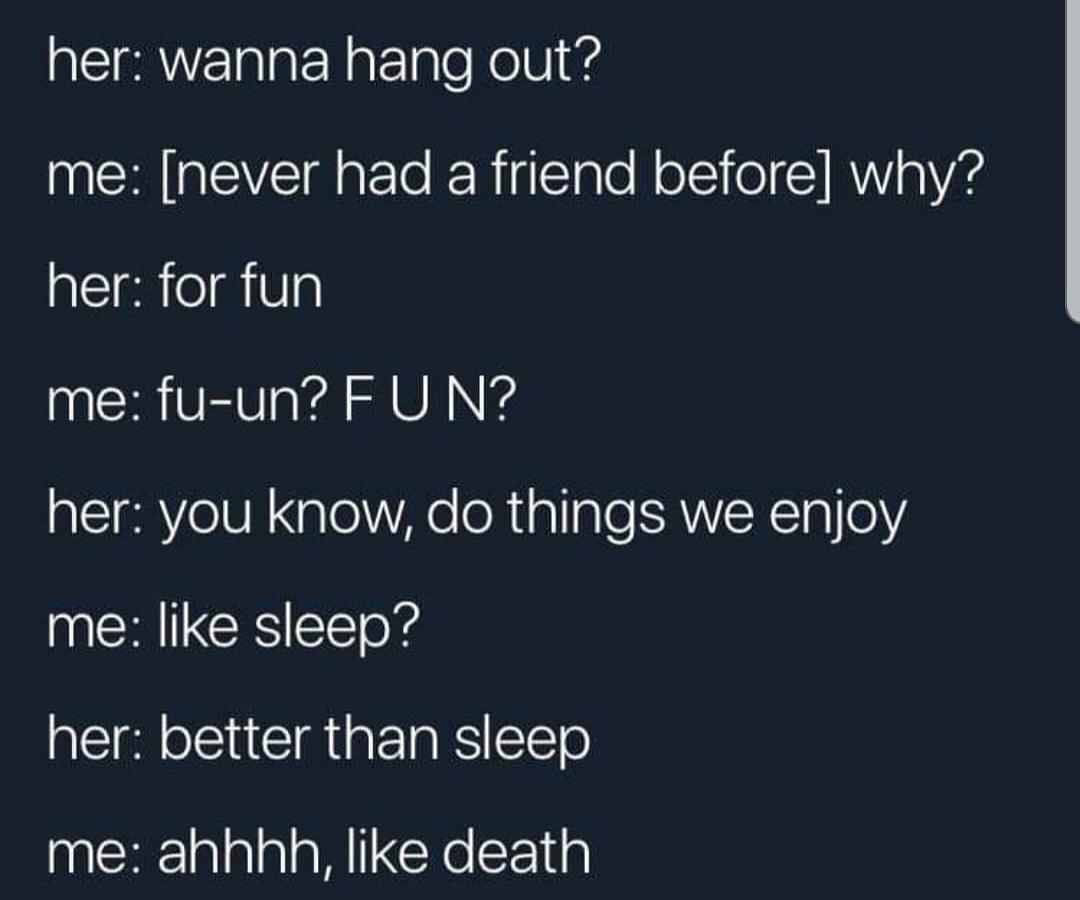 her: wanna hang out?
me: [never had a friend before] why?
her: for fun
me: fu-un? F U N?
her: you know, do things we enjoy
me: like sleep?
her: better than sleep
me: ahhhh, like death